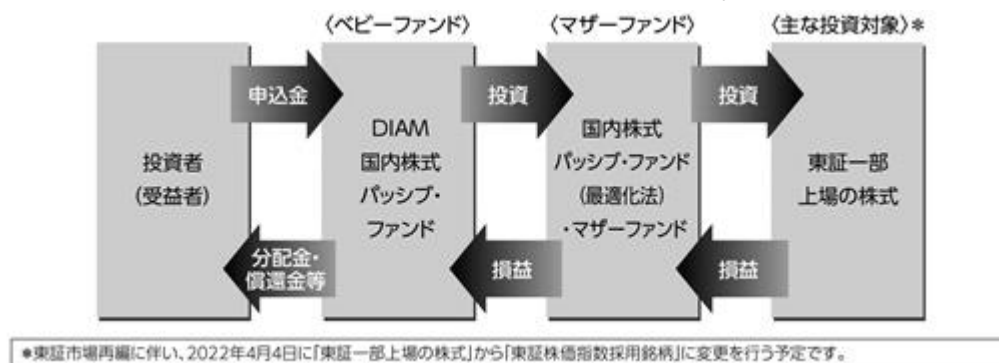 〈ベビーファンド〉
〈マザーファンド〉
〈主な投資対象〉*
申込金
投資
投資
投資者
(受益者)
DIAM
国内株式
パッシブ・
ファンド
国内株式
パッシブ・ファンド
(最適化法)
・マザーファンド
東証一部
上場の株式
分配金・
償還金等
損益
損益
*東証市場再編に伴い、2022年4月4日に「東証一部上場の株式」から「東証株価指数採用銘柄」に変更を行う予定です。